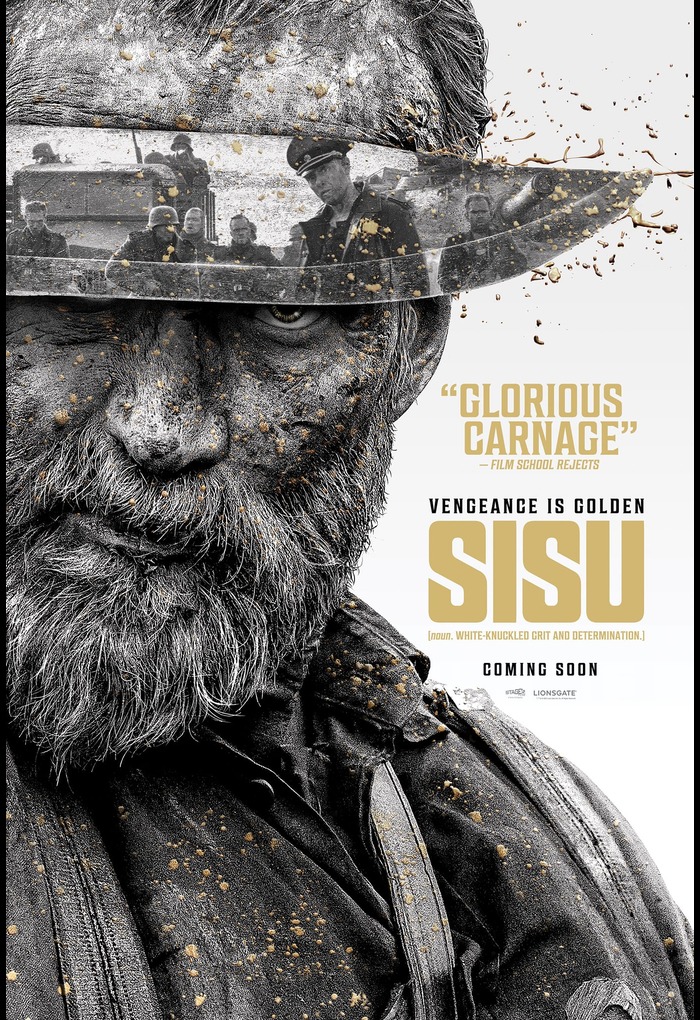 “GLORIOUS
CARNAGE”
— FILM SCHOOL REJECTS
VENGEANCE IS GOLDEN
SISU
[noun. WHITE-KNUCKLED GRIT AND DETERMINATION.]
COMING SOON
LIONSGATE